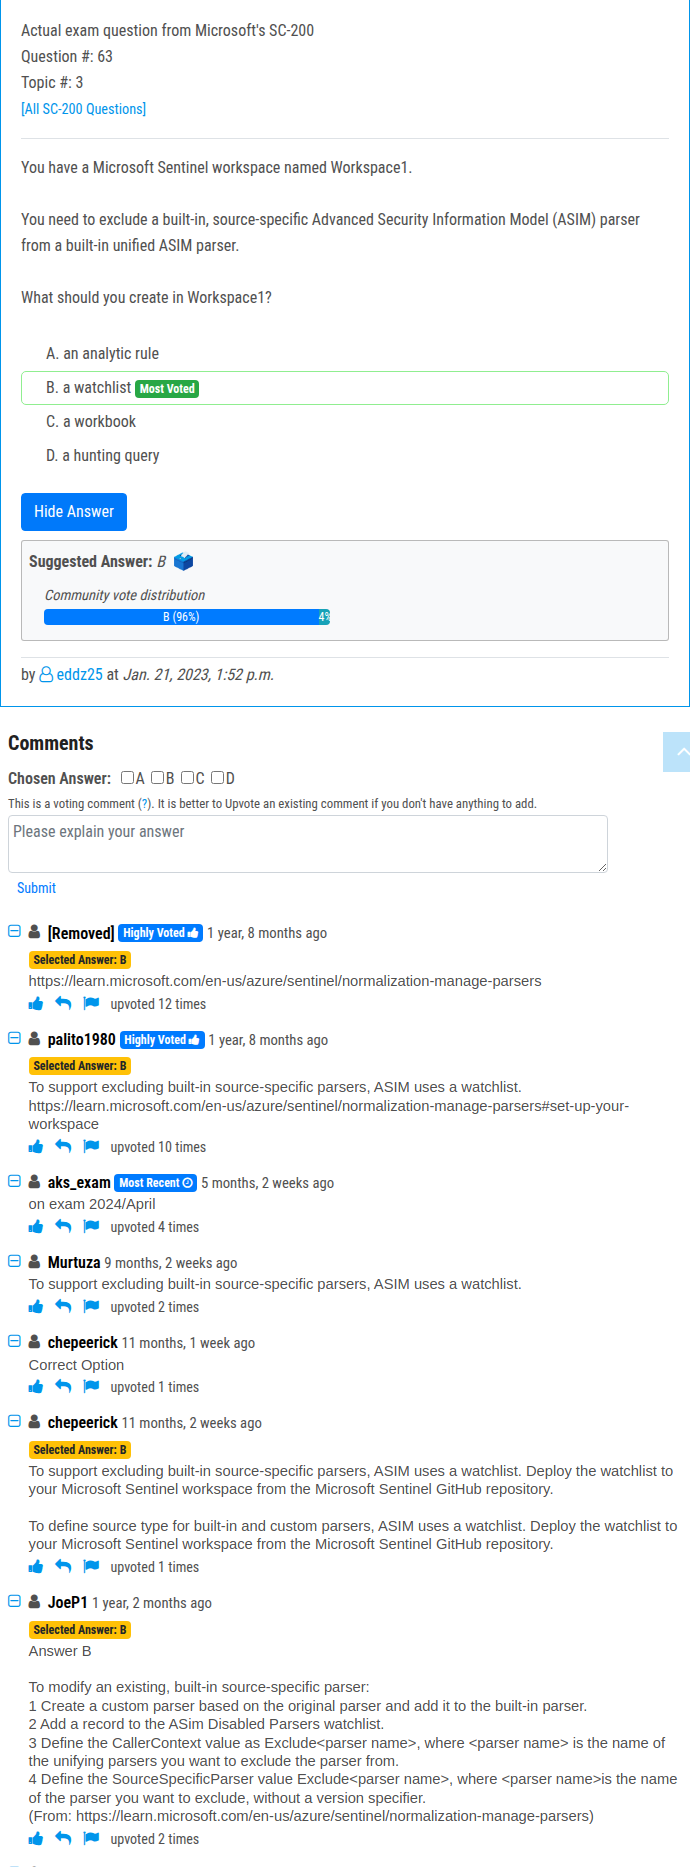 Actual exam question from Microsoft's SC-200
Question #: 63
Topic #: 3
[All SC-200 Questions]
You have a Microsoft Sentinel workspace named Workspace1.
You need to exclude a built-in, source-specific Advanced Security Information Model (ASIM) parser
from a built-in unified ASIM parser.
What should you create in Workspace1?
A. an analytic rule
B. a watchlist Most Voted
C. a workbook
D. a hunting query
Hide Answer
Suggested Answer: B
Community vote distribution
B (96%) 4%
by eddz25 at Jan. 21, 2023, 1:52 p.m.
Comments
Chosen Answer: A B C D
This is a voting comment (?). It is better to Upvote an existing comment if you don't have anything to add.
Please explain your answer
Submit
[Removed] Highly Voted 1 year, 8 months ago
Selected Answer: B
https://learn.microsoft.com/en-us/azure/sentinel/normalization-manage-parsers
upvoted 12 times
palito1980 Highly Voted 1 year, 8 months ago
Selected Answer: B
To support excluding built-in source-specific parsers, ASIM uses a watchlist.
https://learn.microsoft.com/en-us/azure/sentinel/normalization-manage-parsers#set-up-your-
workspace
upvoted 10 times
aks_exam Most Recent 5 months, 2 weeks ago
on exam 2024/April
upvoted 4 times
Murtuza 9 months, 2 weeks ago
To support excluding built-in source-specific parsers, ASIM uses a watchlist.
upvoted 2 times
chepeerick 11 months, 1 week ago
Correct Option
upvoted 1 times
chepeerick 11 months, 2 weeks ago
Selected Answer: B
To support excluding built-in source-specific parsers, ASIM uses a watchlist. Deploy the watchlist to
your Microsoft Sentinel workspace from the Microsoft Sentinel GitHub repository.
To define source type for built-in and custom parsers, ASIM uses a watchlist. Deploy the watchlist to
your Microsoft Sentinel workspace from the Microsoft Sentinel GitHub repository.
upvoted 1 times
JoeP1 1 year, 2 months ago
Selected Answer: B
Answer B
To modify an existing, built-in source-specific parser:
1 Create a custom parser based on the original parser and add it to the built-in parser.
2 Add a record to the ASim Disabled Parsers watchlist.
3 Define the CallerContext value as Exclude<parser name>, where <parser name> is the name of
the unifying parsers you want to exclude the parser from.
4 Define the SourceSpecificParser value Exclude<parser name>, where <parser name>is the name
of the parser you want to exclude, without a version specifier.
(From: https://learn.microsoft.com/en-us/azure/sentinel/normalization-manage-parsers)
upvoted 2 times